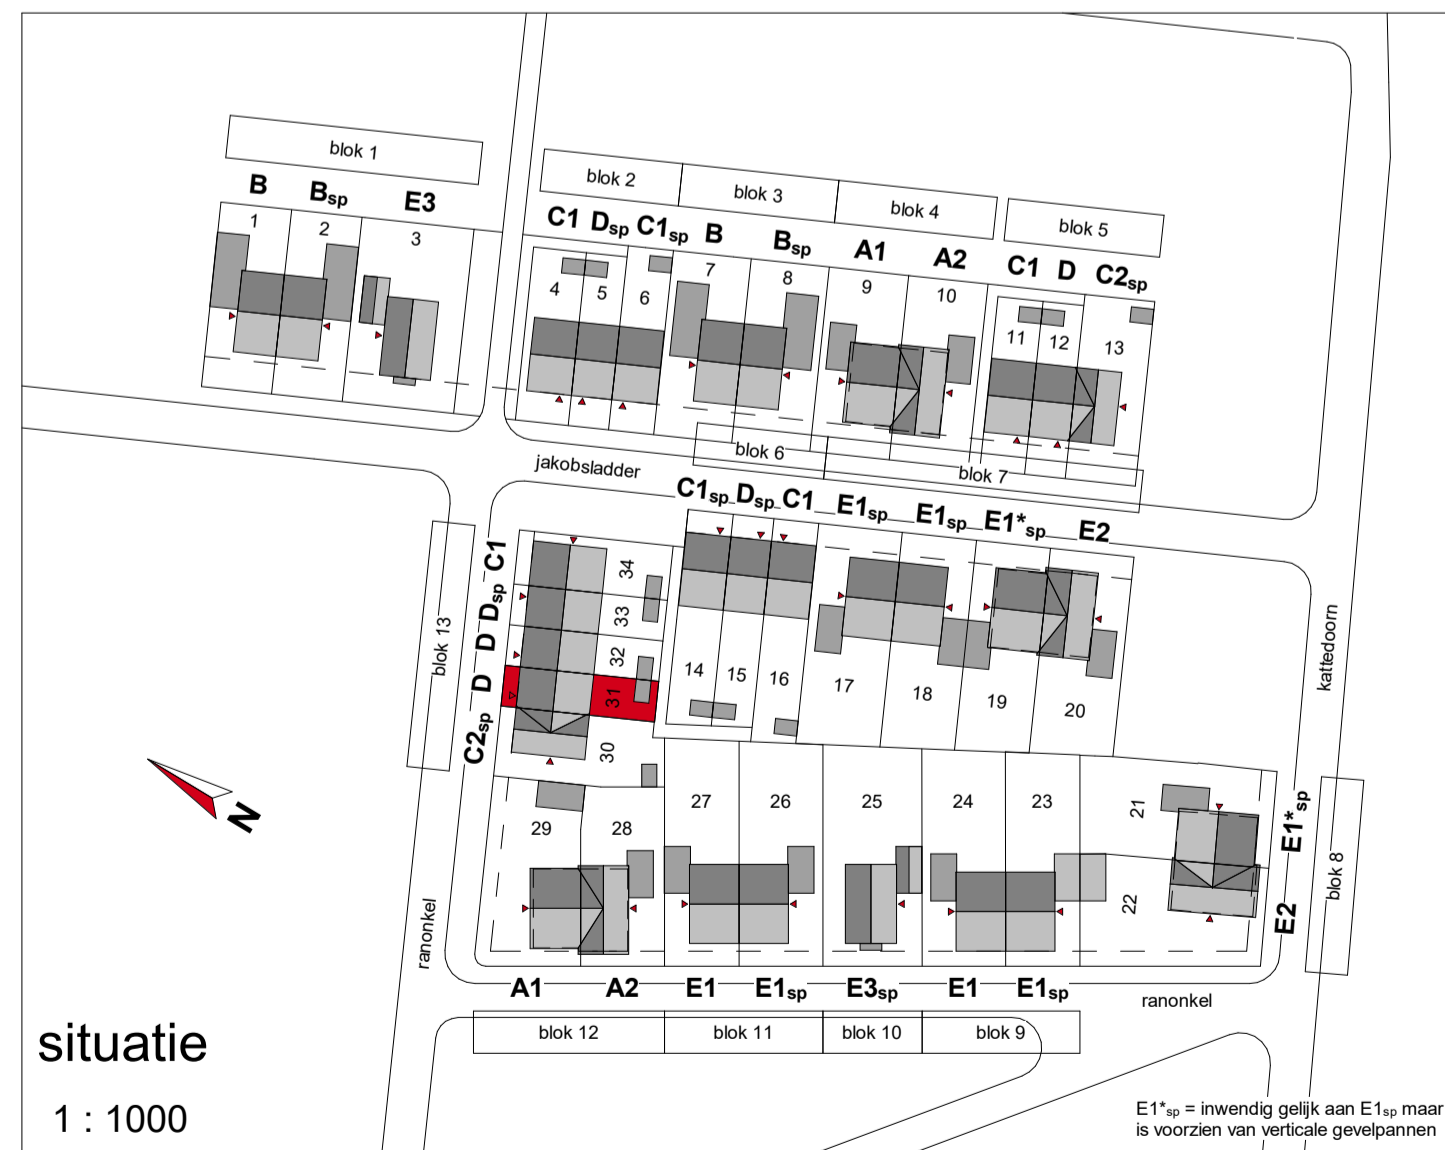 blok 1
B Bsp E3
1 2 3
blok 2 blok 3 blok 4 blok 5
C1 Dsp C1sp B Bsp A1 A2 C1 D C2sp
4 5 6 7 8 9 10 11 12 13
jakobsladder
blok 6 blok 7
C1sp Dsp C1 E1sp E1sp E1*sp E2
14 15 16 17 18 19 20
blok 13
C2sp D D Dsp C1
34
33
32
31
30
kattedoorn
N
29 28 27 26 25 24 23
21
22
E2 E1*sp
blok 8
ranonkel
A1 A2 E1 E1sp E3sp E1 E1sp
ranonkel
blok 12 blok 11 blok 10 blok 9
situatie
1 : 1000
E1*sp = inwendig gelijk aan E1sp maar
is voorzien van verticale gevelpannen